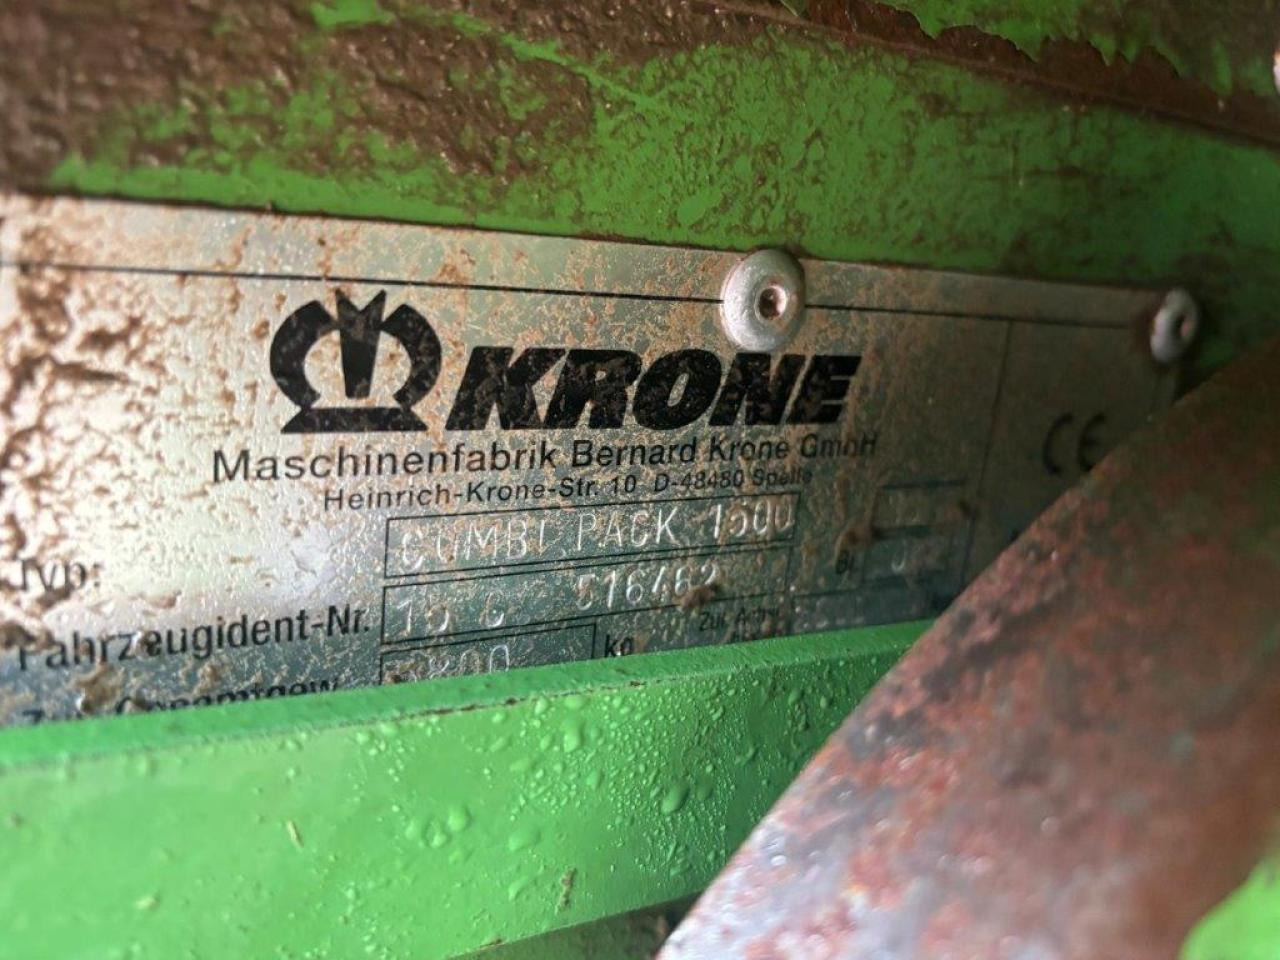 KRONE
Maschinenfabrik Bernard Krone GmbH
Heinrich-Krone-Str. 10 D-48480 Spelle
CE
Typ: COMBI PACK 1500
Fahrzeugident-Nr. 516462
kg